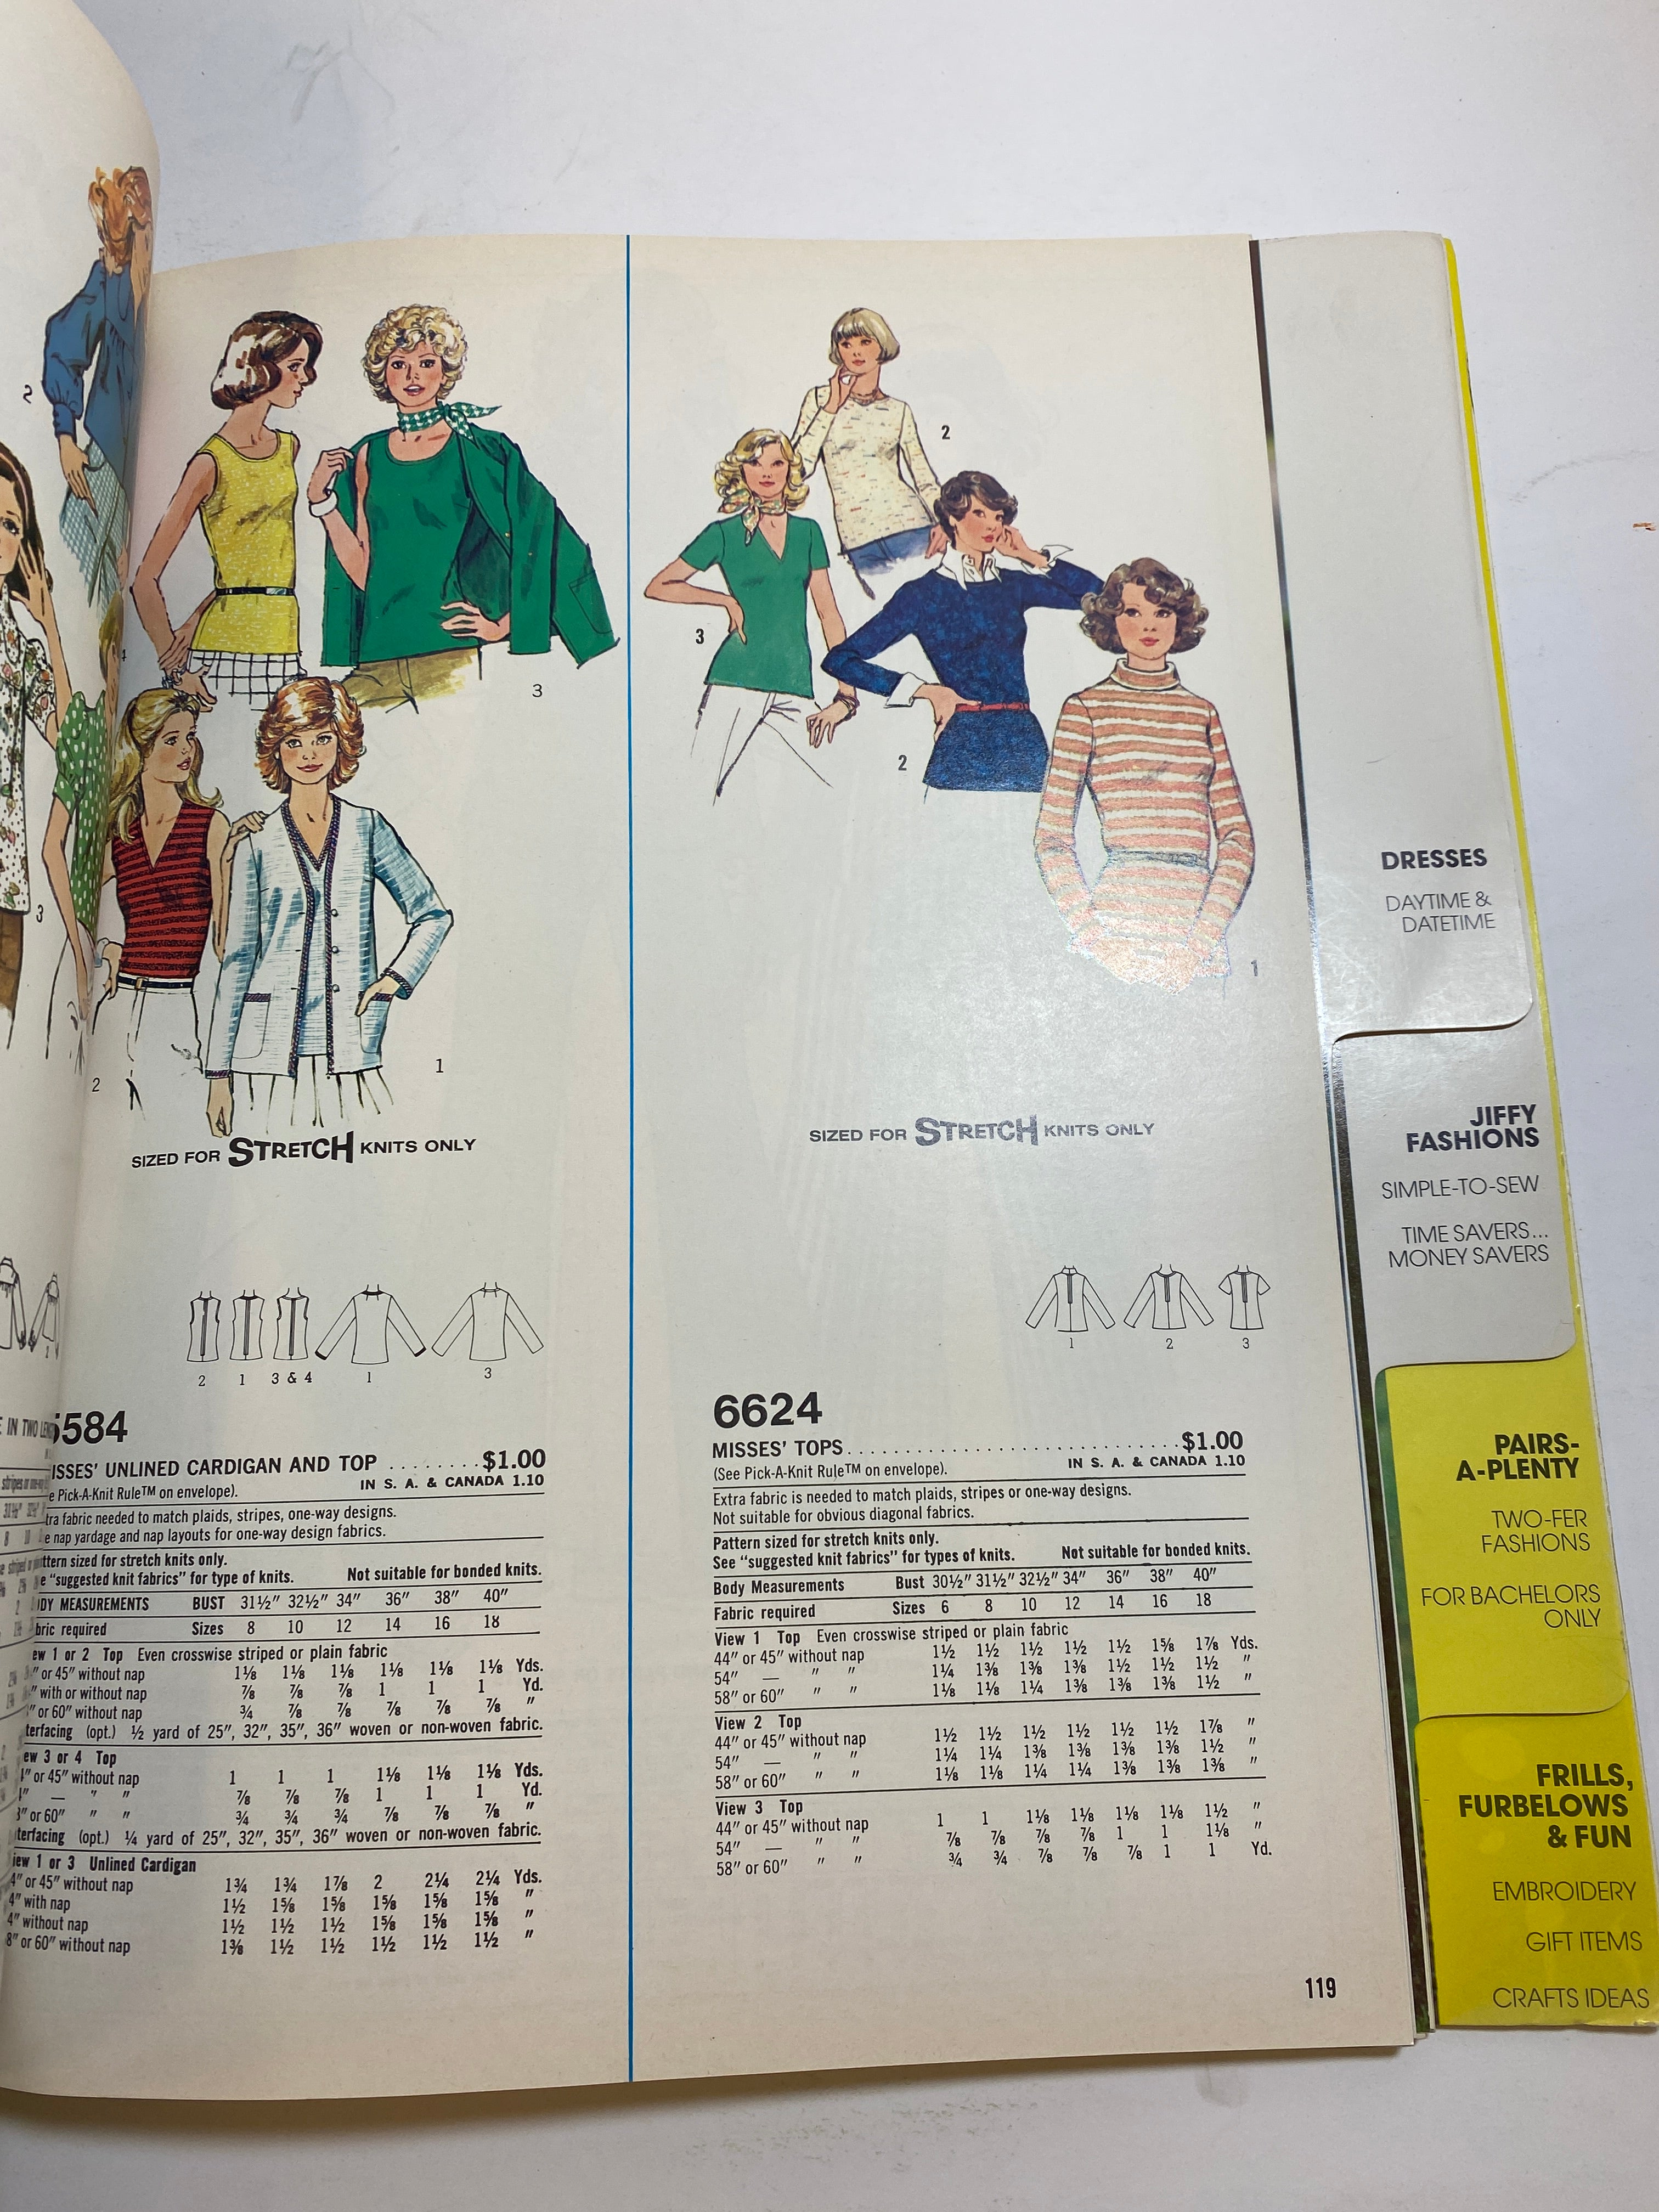 2
3
4
3
2
1
SIZED FOR STRETCH KNITS ONLY
2 1 3 & 4 1 3
584
MISSES' UNLINED CARDIGAN AND TOP ........ $1.00
e Pick-A-Knit Rule™ on envelope). IN S. A. & CANADA 1.10
tra fabric needed to match plaids, stripes, one-way designs.
e nap yardage and nap layouts for one-way design fabrics.
ttern sized for stretch knits only.
e "suggested knit fabrics" for type of knits. Not suitable for bonded knits.
DY MEASUREMENTS BUST 31½" 32½" 34" 36" 38" 40"
bric required Sizes 8 10 12 14 16 18
ew 1 or 2 Top Even crosswise striped or plain fabric
" or 45" without nap 1⅛ 1⅛ 1⅛ 1⅛ 1⅛ 1⅛ Yds.
" with or without nap ⅞ ⅞ ⅞ 1 1 1 Yd.
" or 60" without nap ¾ ⅞ ⅞ ⅞ ⅞ ⅞ "
terfacing (opt.) ½ yard of 25", 32", 35", 36" woven or non-woven fabric.
ew 3 or 4 Top
4" or 45" without nap 1 1 1 1⅛ 1⅛ 1⅛ Yds.
" — " " ⅞ ⅞ ⅞ 1 1 1 Yd.
8" or 60" " " ¾ ¾ ¾ ⅞ ⅞ ⅞ "
terfacing (opt.) ¼ yard of 25", 32", 35", 36" woven or non-woven fabric.
iew 1 or 3 Unlined Cardigan
4" or 45" without nap 1¾ 1¾ 1⅞ 2 2¼ 2¼ Yds.
4" with nap 1½ 1⅝ 1⅝ 1⅝ 1⅝ 1⅝ "
4" without nap 1½ 1½ 1½ 1⅝ 1⅝ 1⅝ "
8" or 60" without nap 1⅜ 1½ 1½ 1½ 1½ 1½ "
2
3
2
1
SIZED FOR STRETCH KNITS ONLY
1 2 3
6624
MISSES' TOPS.............................$1.00
(See Pick-A-Knit Rule™ on envelope). IN S. A. & CANADA 1.10
Extra fabric is needed to match plaids, stripes or one-way designs.
Not suitable for obvious diagonal fabrics.
Pattern sized for stretch knits only.
See "suggested knit fabrics" for types of knits. Not suitable for bonded knits.
Body Measurements Bust 30½" 31½" 32½" 34" 36" 38" 40"
Fabric required Sizes 6 8 10 12 14 16 18
View 1 Top Even crosswise striped or plain fabric
44" or 45" without nap 1½ 1½ 1½ 1½ 1½ 1⅝ 1⅞ Yds.
54" — " " 1¼ 1⅜ 1⅜ 1⅜ 1½ 1½ 1½ "
58" or 60" " " 1⅛ 1⅛ 1¼ 1⅜ 1⅜ 1⅜ 1½ "
View 2 Top
44" or 45" without nap 1½ 1½ 1½ 1½ 1½ 1½ 1⅞ "
54" — " " 1¼ 1¼ 1⅜ 1⅜ 1⅜ 1⅜ 1½ "
58" or 60" " " 1⅛ 1⅛ 1¼ 1¼ 1⅜ 1⅜ 1⅜ "
View 3 Top
44" or 45" without nap 1 1 1⅛ 1⅛ 1⅛ 1⅛ 1½ "
54" — " " ⅞ ⅞ ⅞ ⅞ 1 1 1⅛ "
58" or 60" " " ¾ ¾ ⅞ ⅞ ⅞ 1 1 Yd.
119
DRESSES
DAYTIME &
DATETIME
JIFFY
FASHIONS
SIMPLE-TO-SEW
TIME SAVERS...
MONEY SAVERS
PAIRS-
A-PLENTY
TWO-FER
FASHIONS
FOR BACHELORS
ONLY
FRILLS,
FURBELOWS
& FUN
EMBROIDERY
GIFT ITEMS
CRAFTS IDEAS